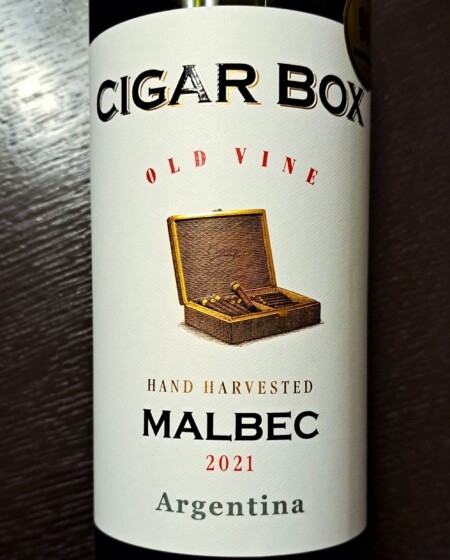 CIGAR BOX
OLD VINE
HAND HARVESTED
MALBEC
2021
Argentina